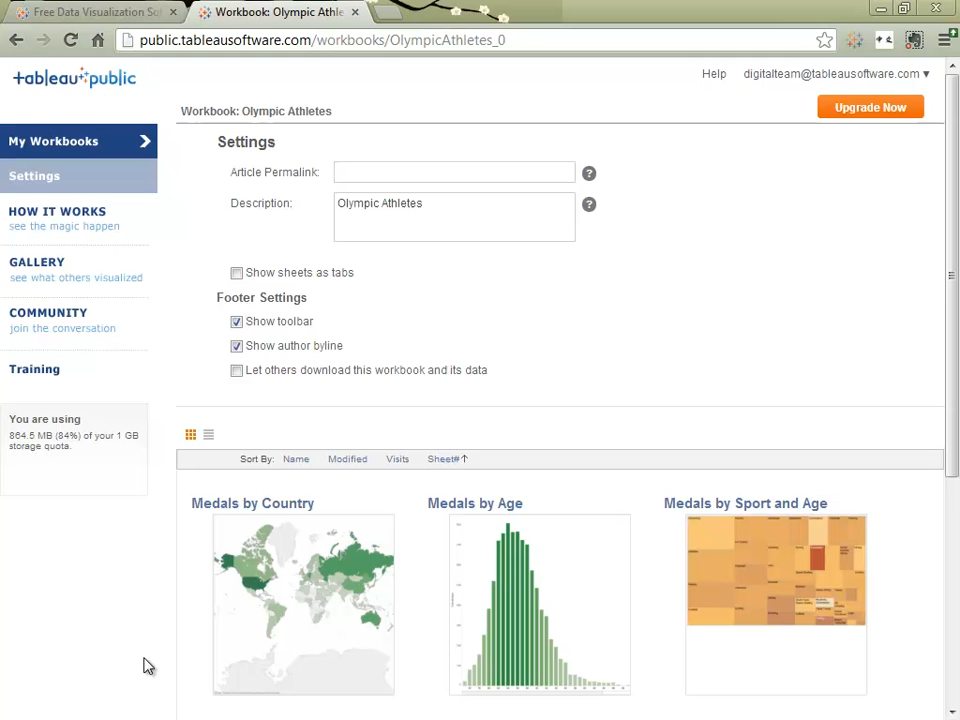 Free Data Visualization Sof
Workbook: Olympic Athle
public.tableausoftware.com/workbooks/OlympicAthletes_0
tableau public
Help
digitalteam@tableausoftware.com ▾
Workbook: Olympic Athletes
Upgrade Now
My Workbooks
Settings
HOW IT WORKS
see the magic happen
GALLERY
see what others visualized
COMMUNITY
join the conversation
Training
You are using
864.5 MB (84%) of your 1 GB
storage quota.
Settings
Article Permalink:
?
Description:
Olympic Athletes
?
Show sheets as tabs
Footer Settings
Show toolbar
Show author byline
Let others download this workbook and its data
Sort By: Name Modified Visits Sheet#↑
Medals by Country
Medals by Age
Medals by Sport and Age